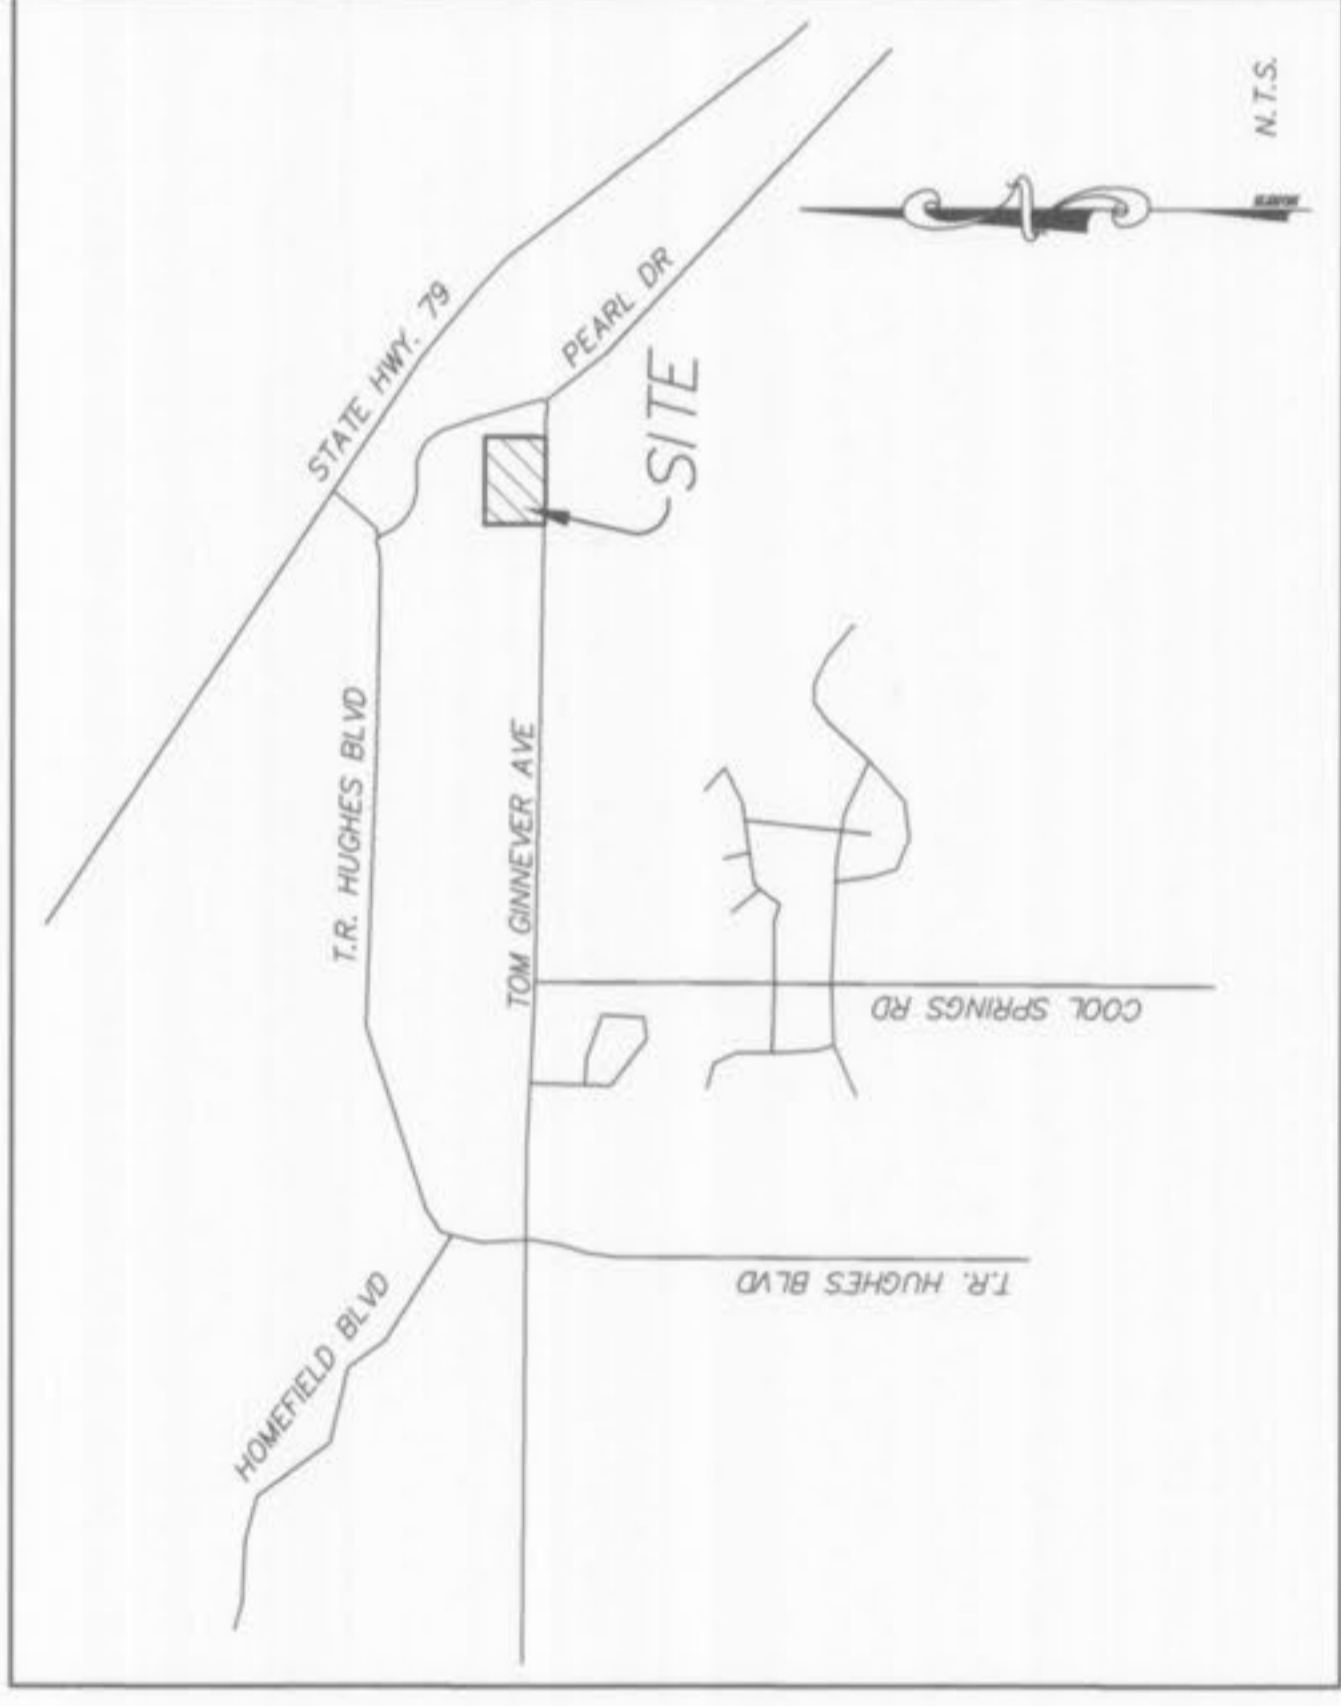 N.T.S.
STATE HWY. 79
PEARL DR
SITE
T.R. HUGHES BLVD
TOM GINNEVER AVE
COOL SPRINGS RD
T.R. HUGHES BLVD
HOMEFIELD BLVD